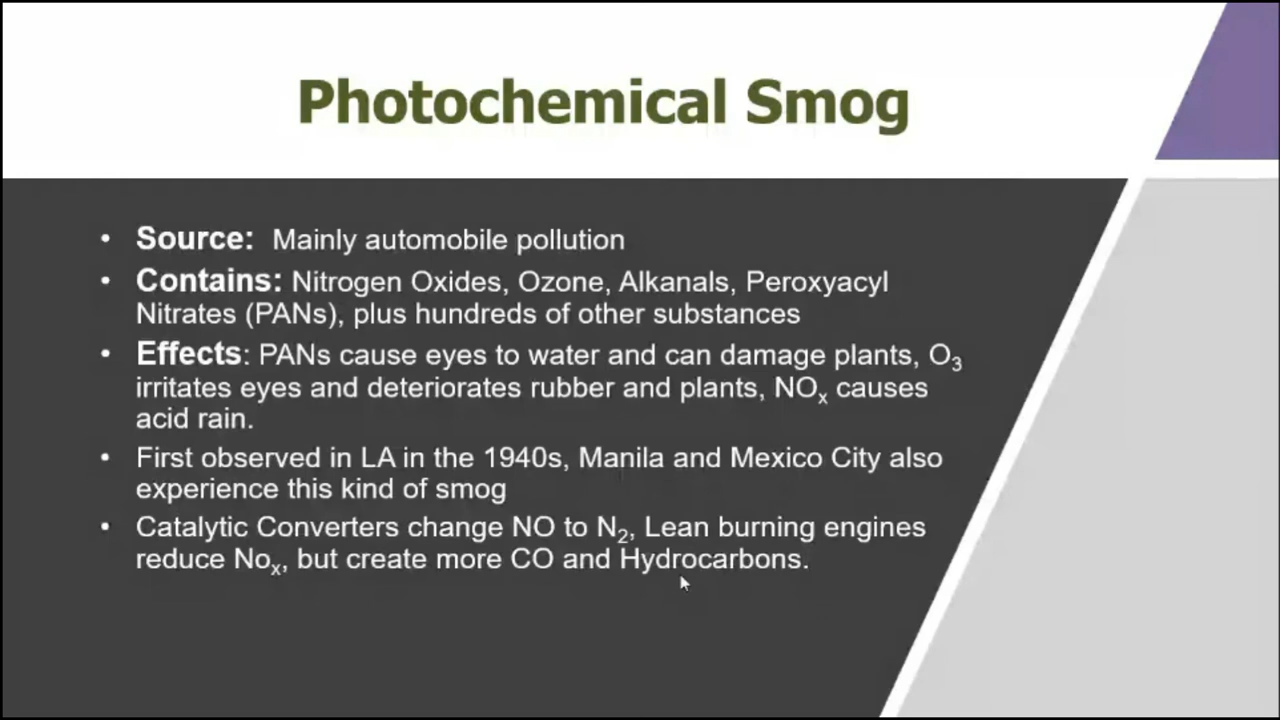 Photochemical Smog
• Source: Mainly automobile pollution
• Contains: Nitrogen Oxides, Ozone, Alkanals, Peroxyacyl
Nitrates (PANs), plus hundreds of other substances
• Effects: PANs cause eyes to water and can damage plants, O₃
irritates eyes and deteriorates rubber and plants, NOₓ causes
acid rain.
• First observed in LA in the 1940s, Manila and Mexico City also
experience this kind of smog
• Catalytic Converters change NO to N₂, Lean burning engines
reduce Noₓ, but create more CO and Hydrocarbons.